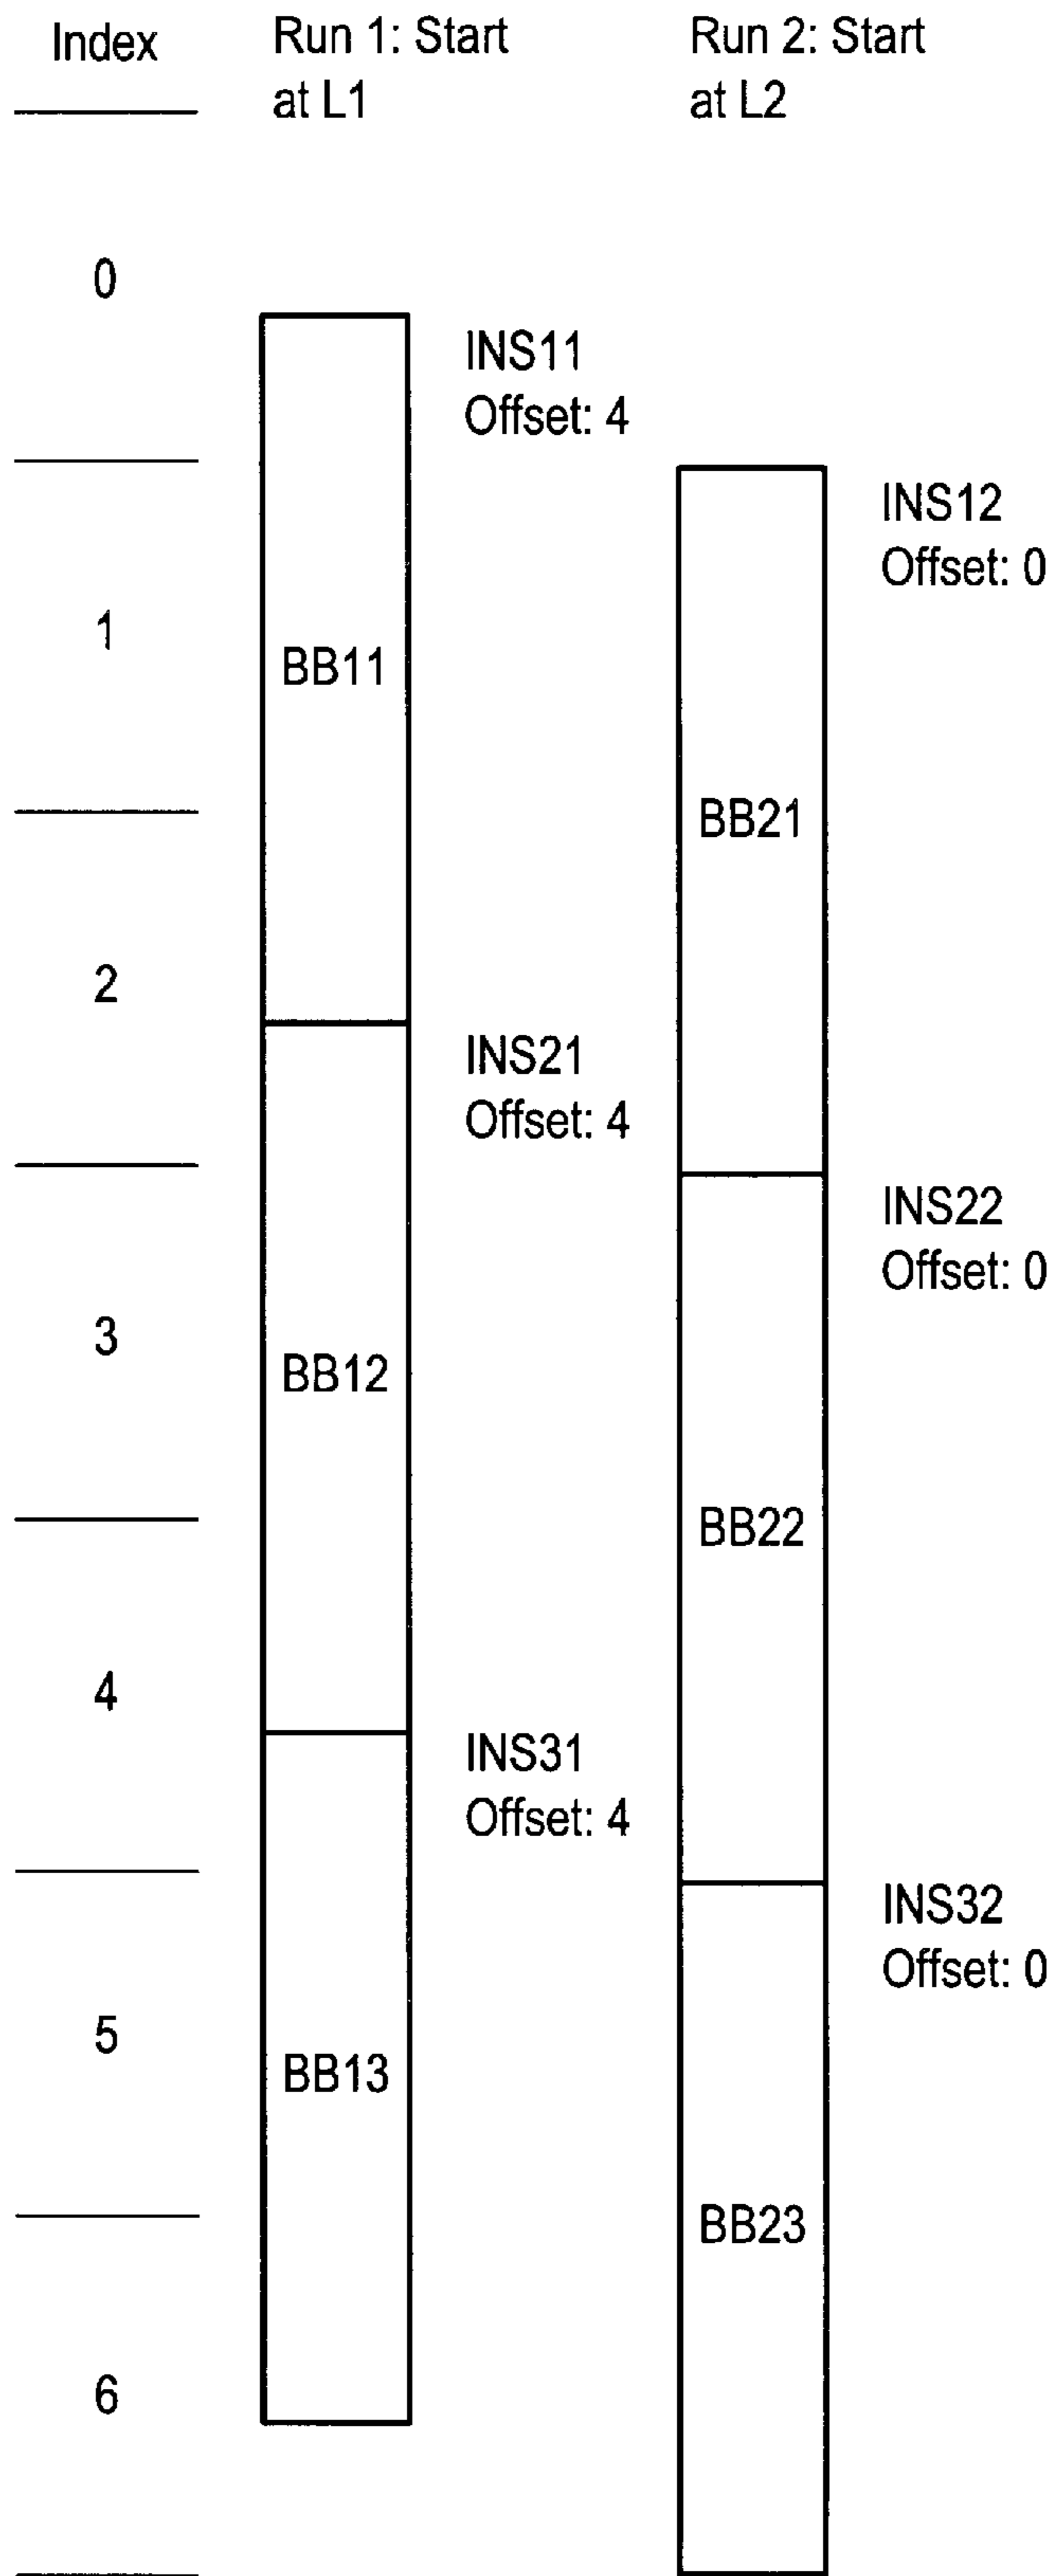 Index
Run 1: Start
at L1
Run 2: Start
at L2
0
INS11
Offset: 4
INS12
Offset: 0
1
BB11
BB21
2
INS21
Offset: 4
INS22
Offset: 0
3
BB12
BB22
4
INS31
Offset: 4
INS32
Offset: 0
5
BB13
BB23
6